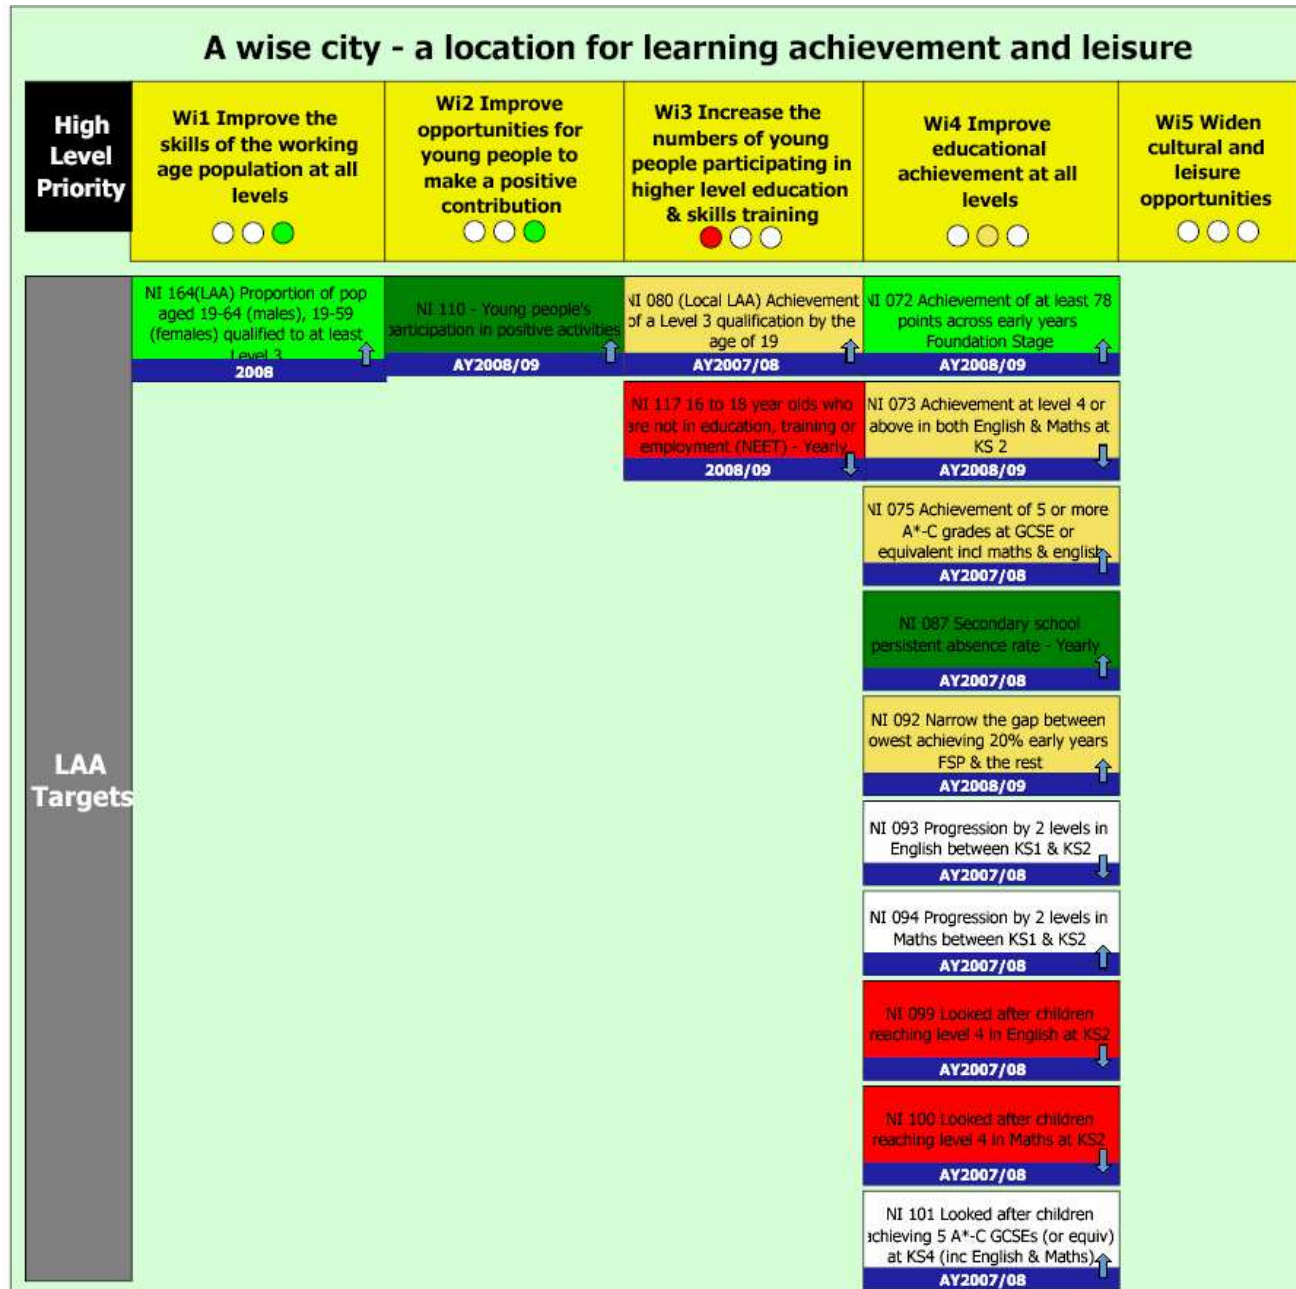 A wise city - a location for learning achievement and leisure
High
Level
Priority
Wi1 Improve the
skills of the working
age population at all
levels
Wi2 Improve
opportunities for
young people to
make a positive
contribution
Wi3 Increase the
numbers of young
people participating in
higher level education
& skills training
Wi4 Improve
educational
achievement at all
levels
Wi5 Widen
cultural and
leisure
opportunities
LAA
Targets
NI 164(LAA) Proportion of pop
aged 19-64 (males), 19-59
(females) qualified to at least
Level 3
2008
NI 110 - Young people's
participation in positive activities
AY2008/09
NI 080 (Local LAA) Achievement
of a Level 3 qualification by the
age of 19
AY2007/08
NI 117 16 to 18 year olds who
are not in education, training or
employment (NEET) - Yearly
2008/09
NI 072 Achievement of at least 78
points across early years
Foundation Stage
AY2008/09
NI 073 Achievement at level 4 or
above in both English & Maths at
KS 2
AY2008/09
NI 075 Achievement of 5 or more
A*-C grades at GCSE or
equivalent incl maths & english
AY2007/08
NI 087 Secondary school
persistent absence rate - Yearly
AY2007/08
NI 092 Narrow the gap between
lowest achieving 20% early years
FSP & the rest
AY2008/09
NI 093 Progression by 2 levels in
English between KS1 & KS2
AY2007/08
NI 094 Progression by 2 levels in
Maths between KS1 & KS2
AY2007/08
NI 099 Looked after children
reaching level 4 in English at KS2
AY2007/08
NI 100 Looked after children
reaching level 4 in Maths at KS2
AY2007/08
NI 101 Looked after children
achieving 5 A*-C GCSEs (or equiv)
at KS4 (inc English & Maths)
AY2007/08